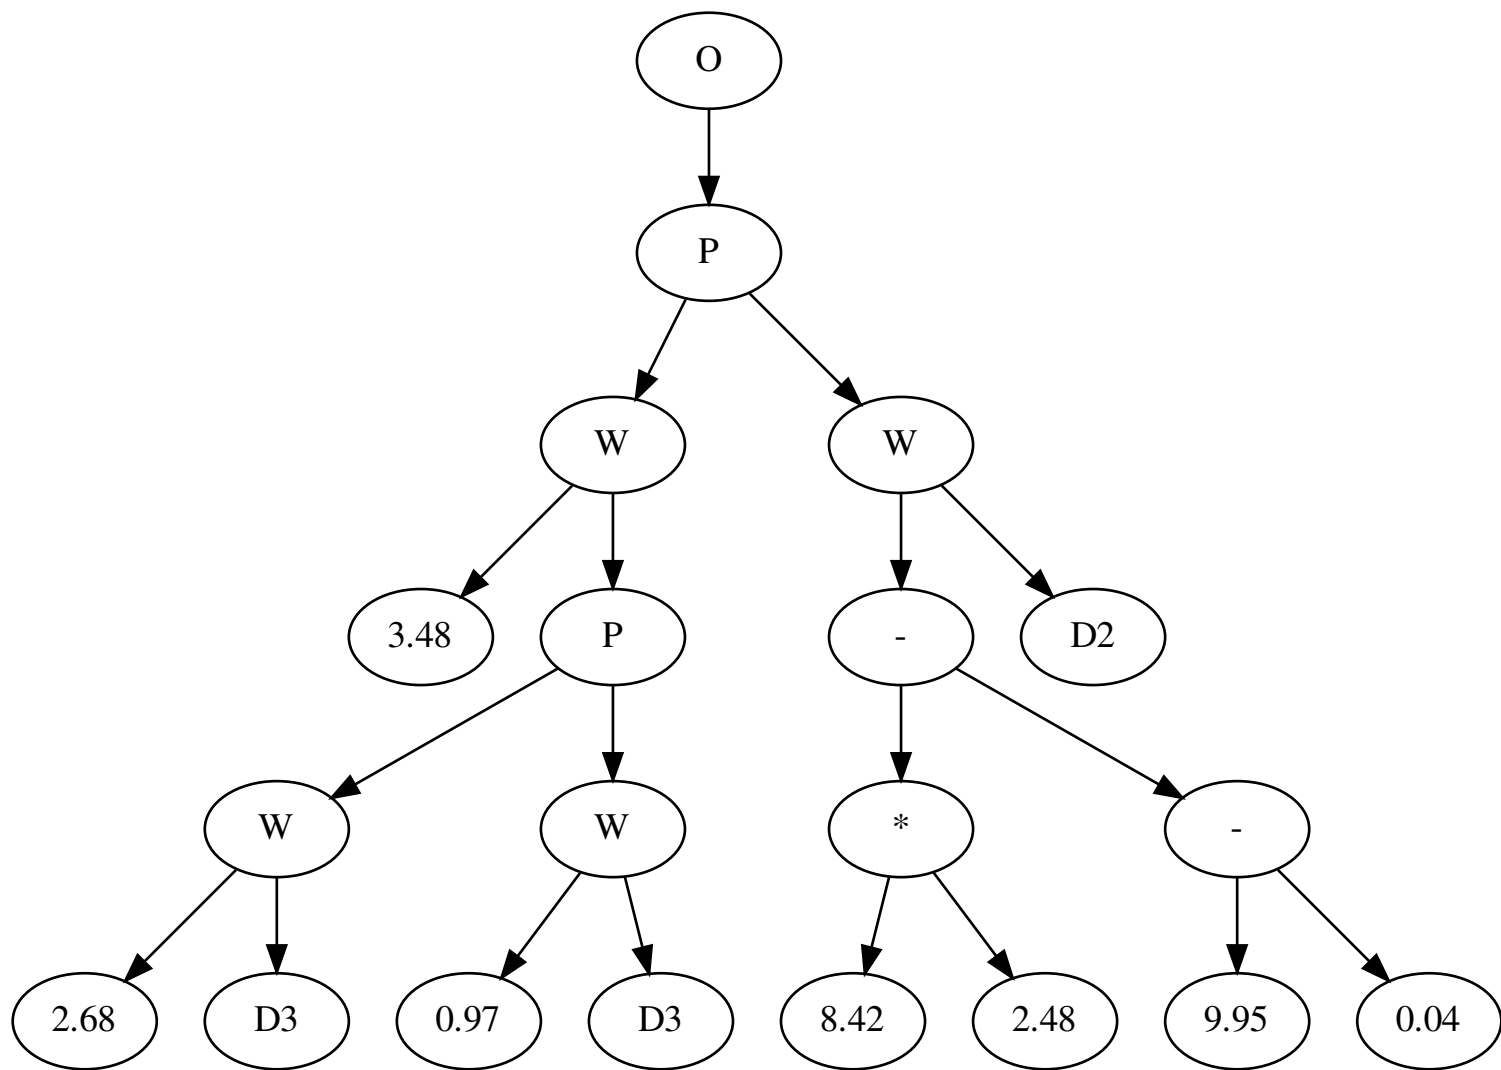 O
P
W W
3.48 P - D2
W W * -
2.68 D3 0.97 D3 8.42 2.48 9.95 0.04